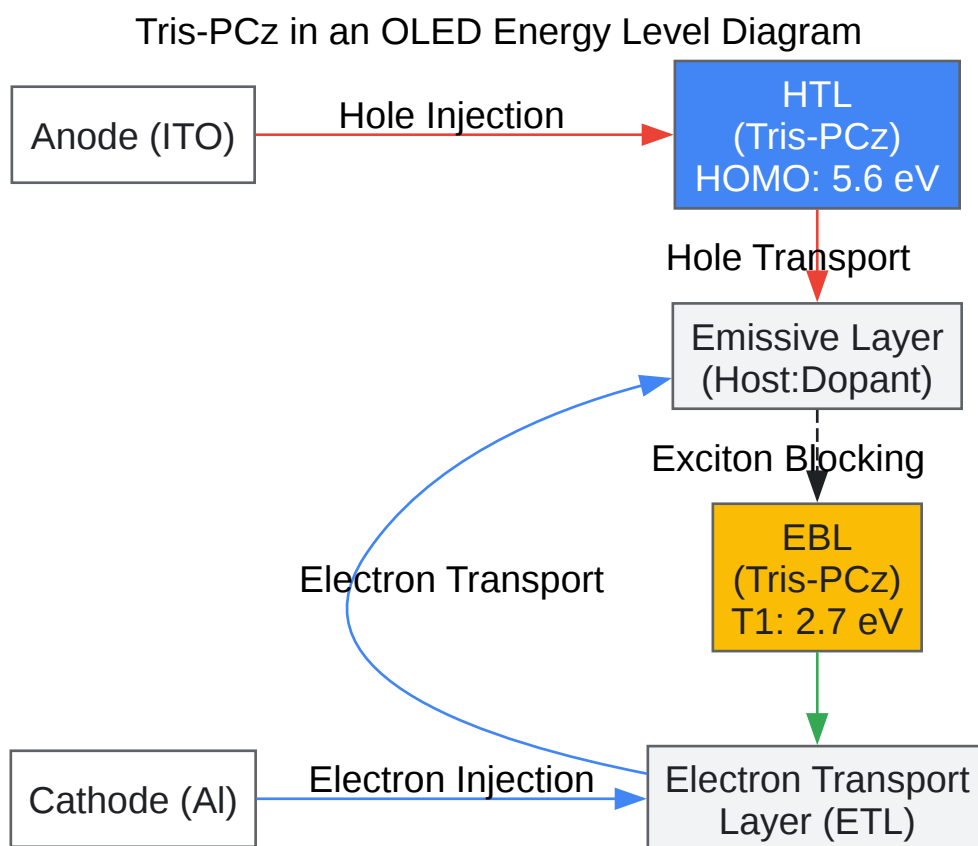 Tris-PCz in an OLED Energy Level Diagram
Anode (ITO)
Hole Injection
HTL
(Tris-PCz)
HOMO: 5.6 eV
Hole Transport
Emissive Layer
(Host:Dopant)
Exciton Blocking
EBL
(Tris-PCz)
T1: 2.7 eV
Electron Transport
Cathode (Al)
Electron Injection
Electron Transport
Layer (ETL)